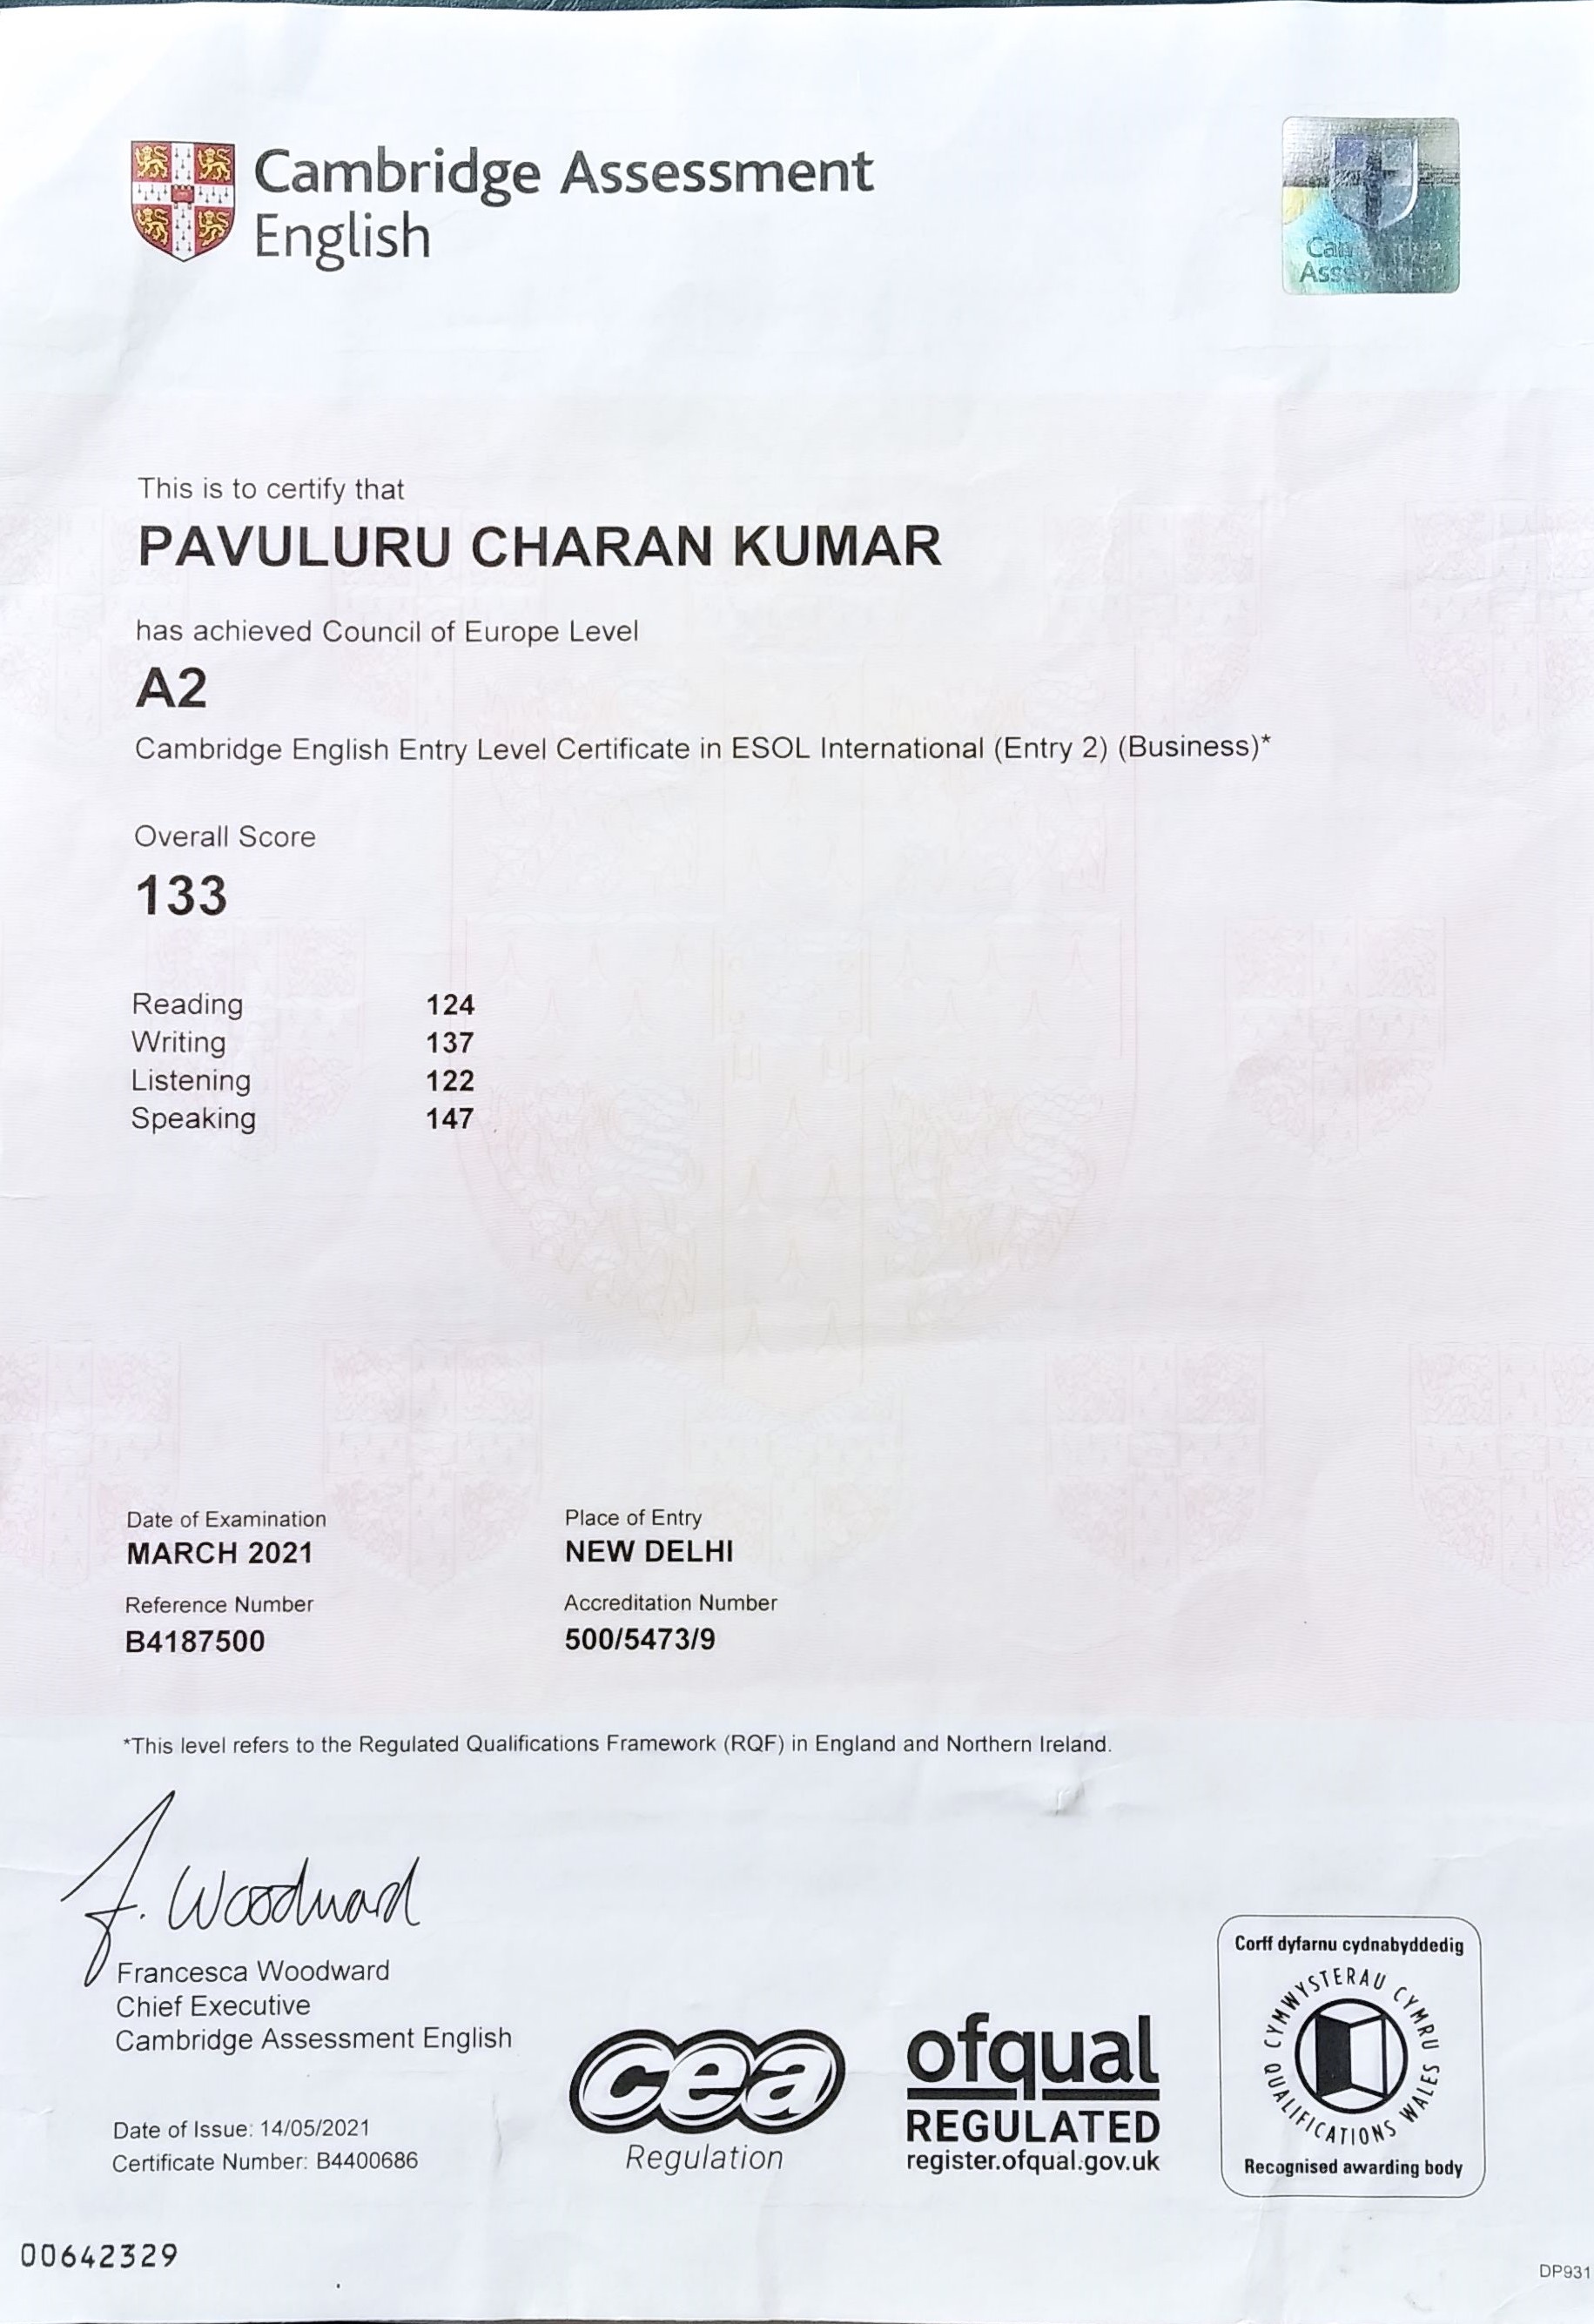 Cambridge Assessment
English
This is to certify that
PAVULURU CHARAN KUMAR
has achieved Council of Europe Level
A2
Cambridge English Entry Level Certificate in ESOL International (Entry 2) (Business)*
Overall Score
133
Reading 124
Writing 137
Listening 122
Speaking 147
Date of Examination
MARCH 2021
Place of Entry
NEW DELHI
Reference Number
B4187500
Accreditation Number
500/5473/9
*This level refers to the Regulated Qualifications Framework (RQF) in England and Northern Ireland.
F. Woodward
Francesca Woodward
Chief Executive
Cambridge Assessment English
Date of Issue: 14/05/2021
Certificate Number: B4400686
cea
Regulation
ofqual
REGULATED
register.ofqual.gov.uk
Corff dyfarnu cydnabyddedig
CYMWYSTERAU CYMRU
QUALIFICATIONS WALES
Recognised awarding body
00642329
DP931